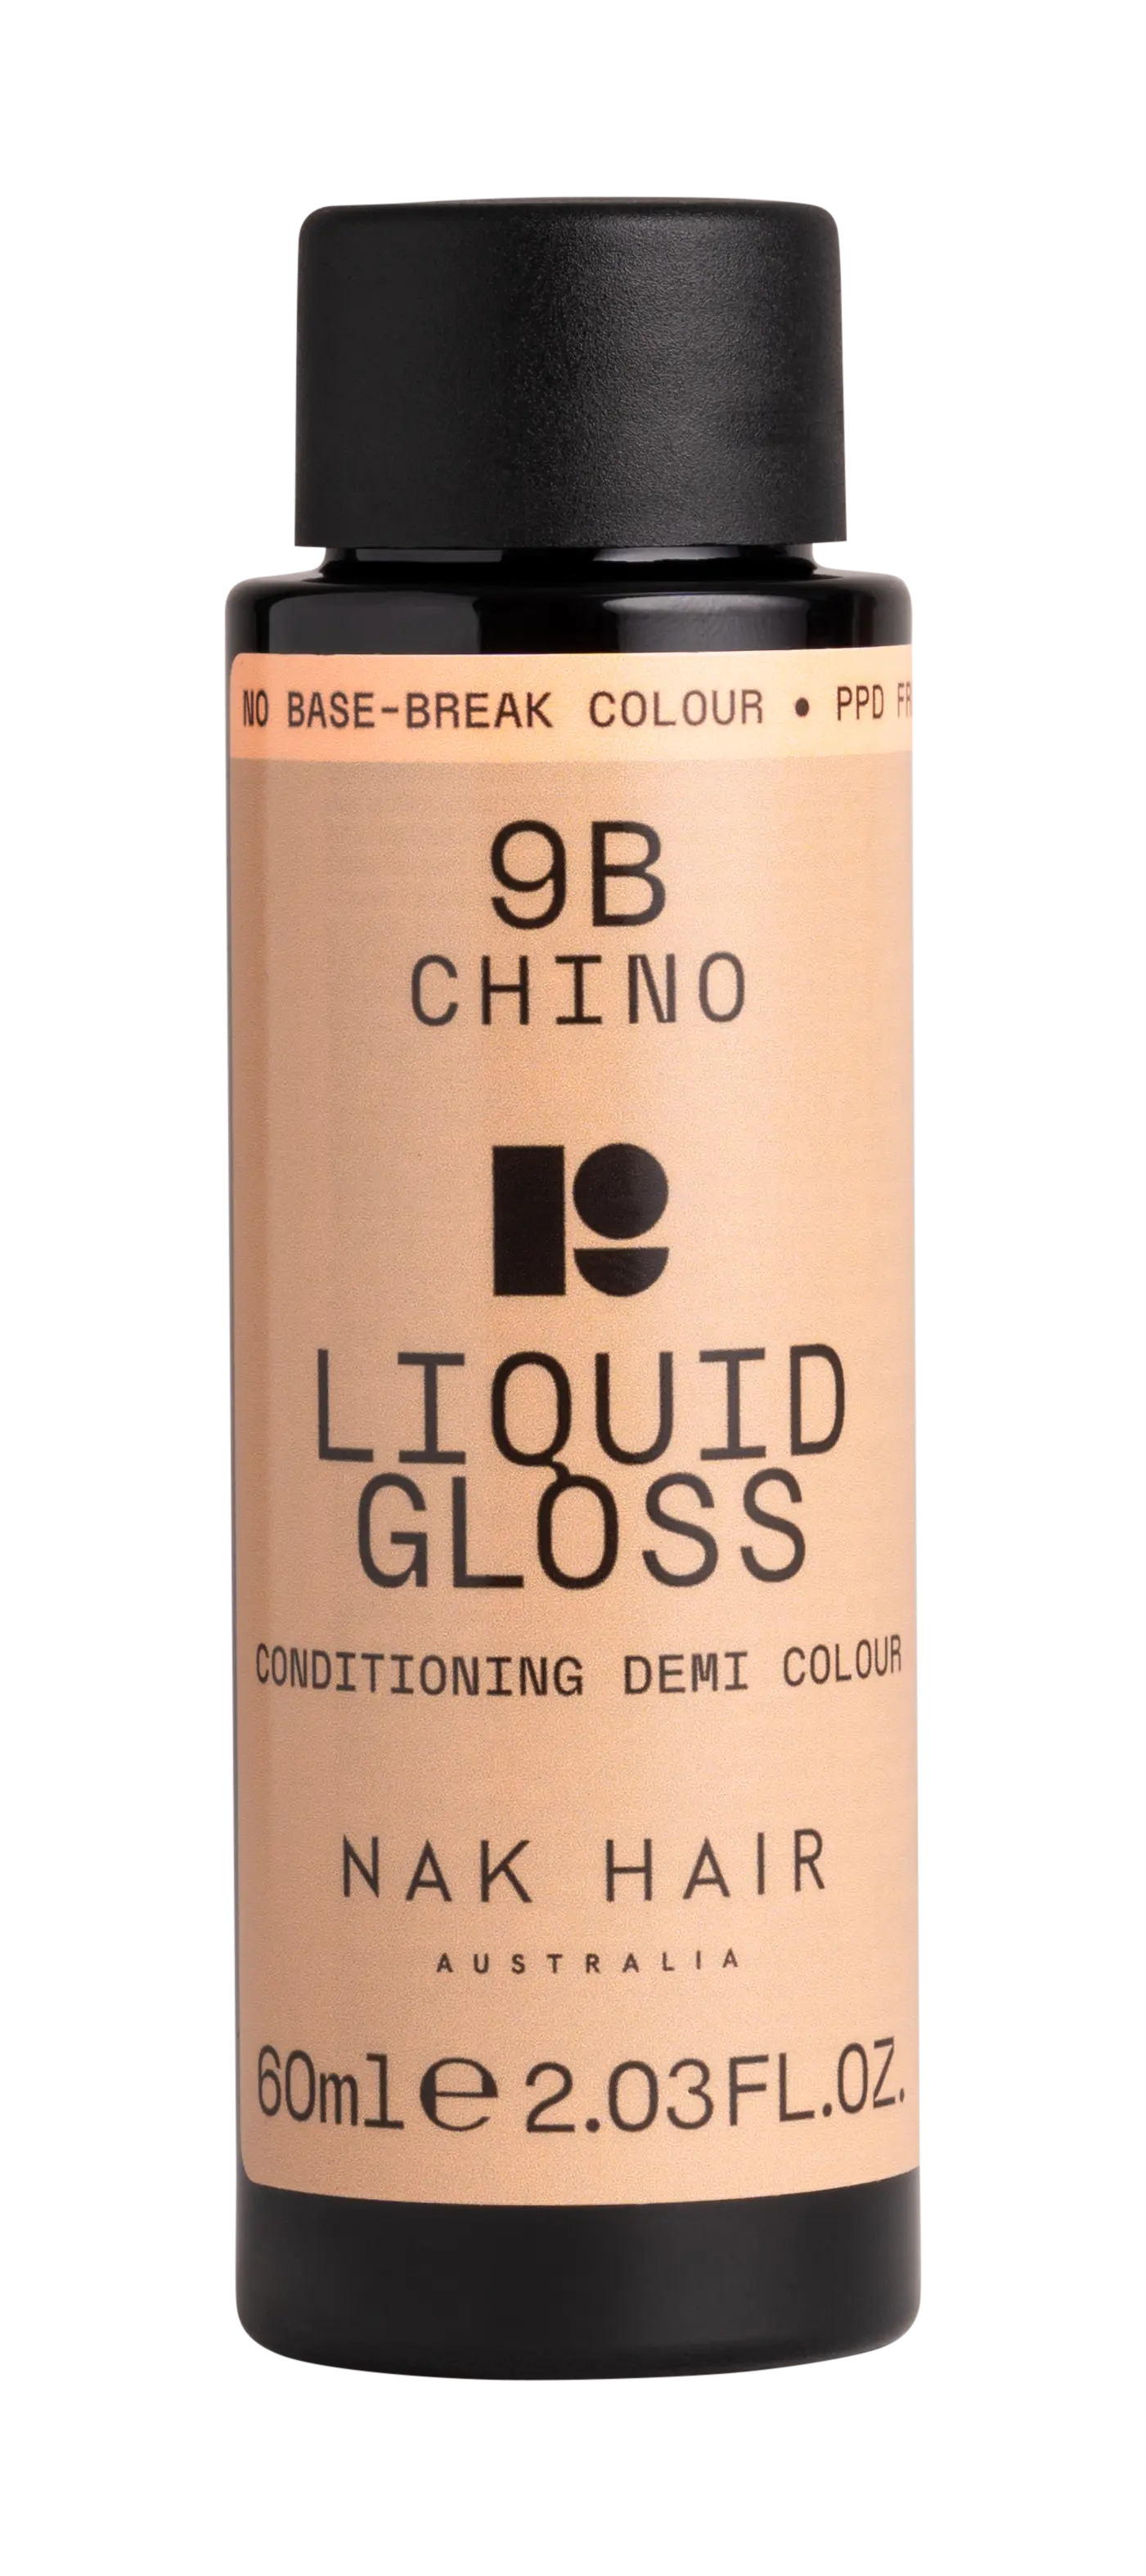 NO BASE-BREAK COLOUR • PPD
9B
CHINO
LIQUID
GLOSS
CONDITIONING DEMI COLOUR
NAK HAIR
AUSTRALIA
60ml℮2.03FL.OZ.